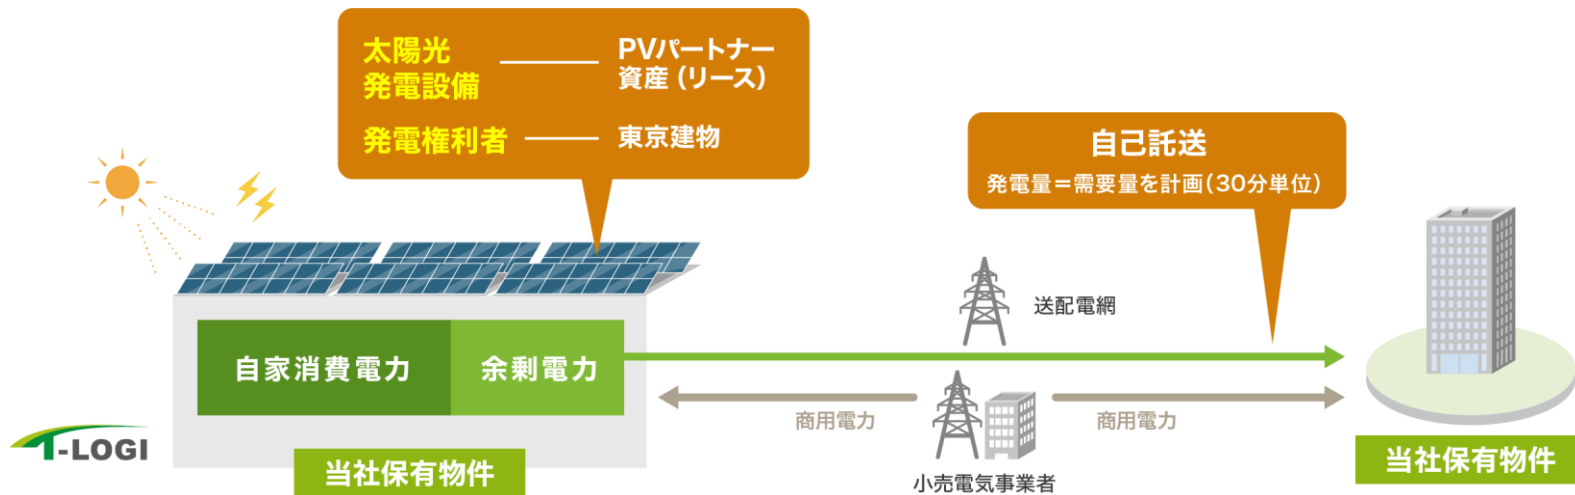 太陽光
発電設備
PVパートナー
資産（リース）
発電権利者
東京建物
自己託送
発電量＝需要量を計画（30分単位）
送配電網
自家消費電力
余剰電力
商用電力
商用電力
小売電気事業者
T-LOGI
当社保有物件
当社保有物件